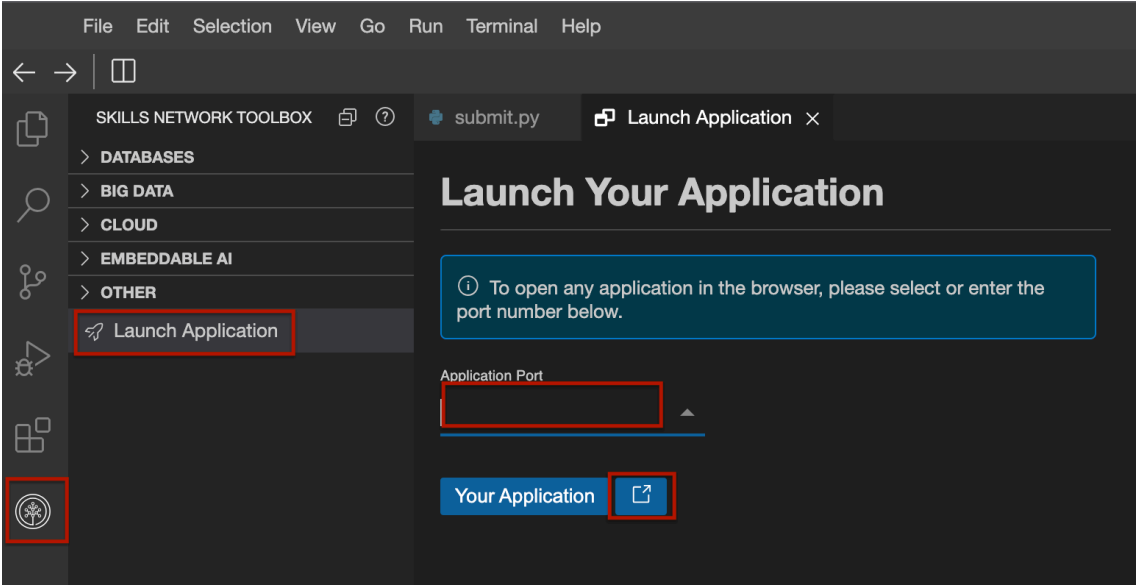 File Edit Selection View Go Run Terminal Help
SKILLS NETWORK TOOLBOX
submit.py
Launch Application
DATABASES
BIG DATA
CLOUD
EMBEDDABLE AI
OTHER
Launch Application
Launch Your Application
To open any application in the browser, please select or enter the
port number below.
Application Port
Your Application